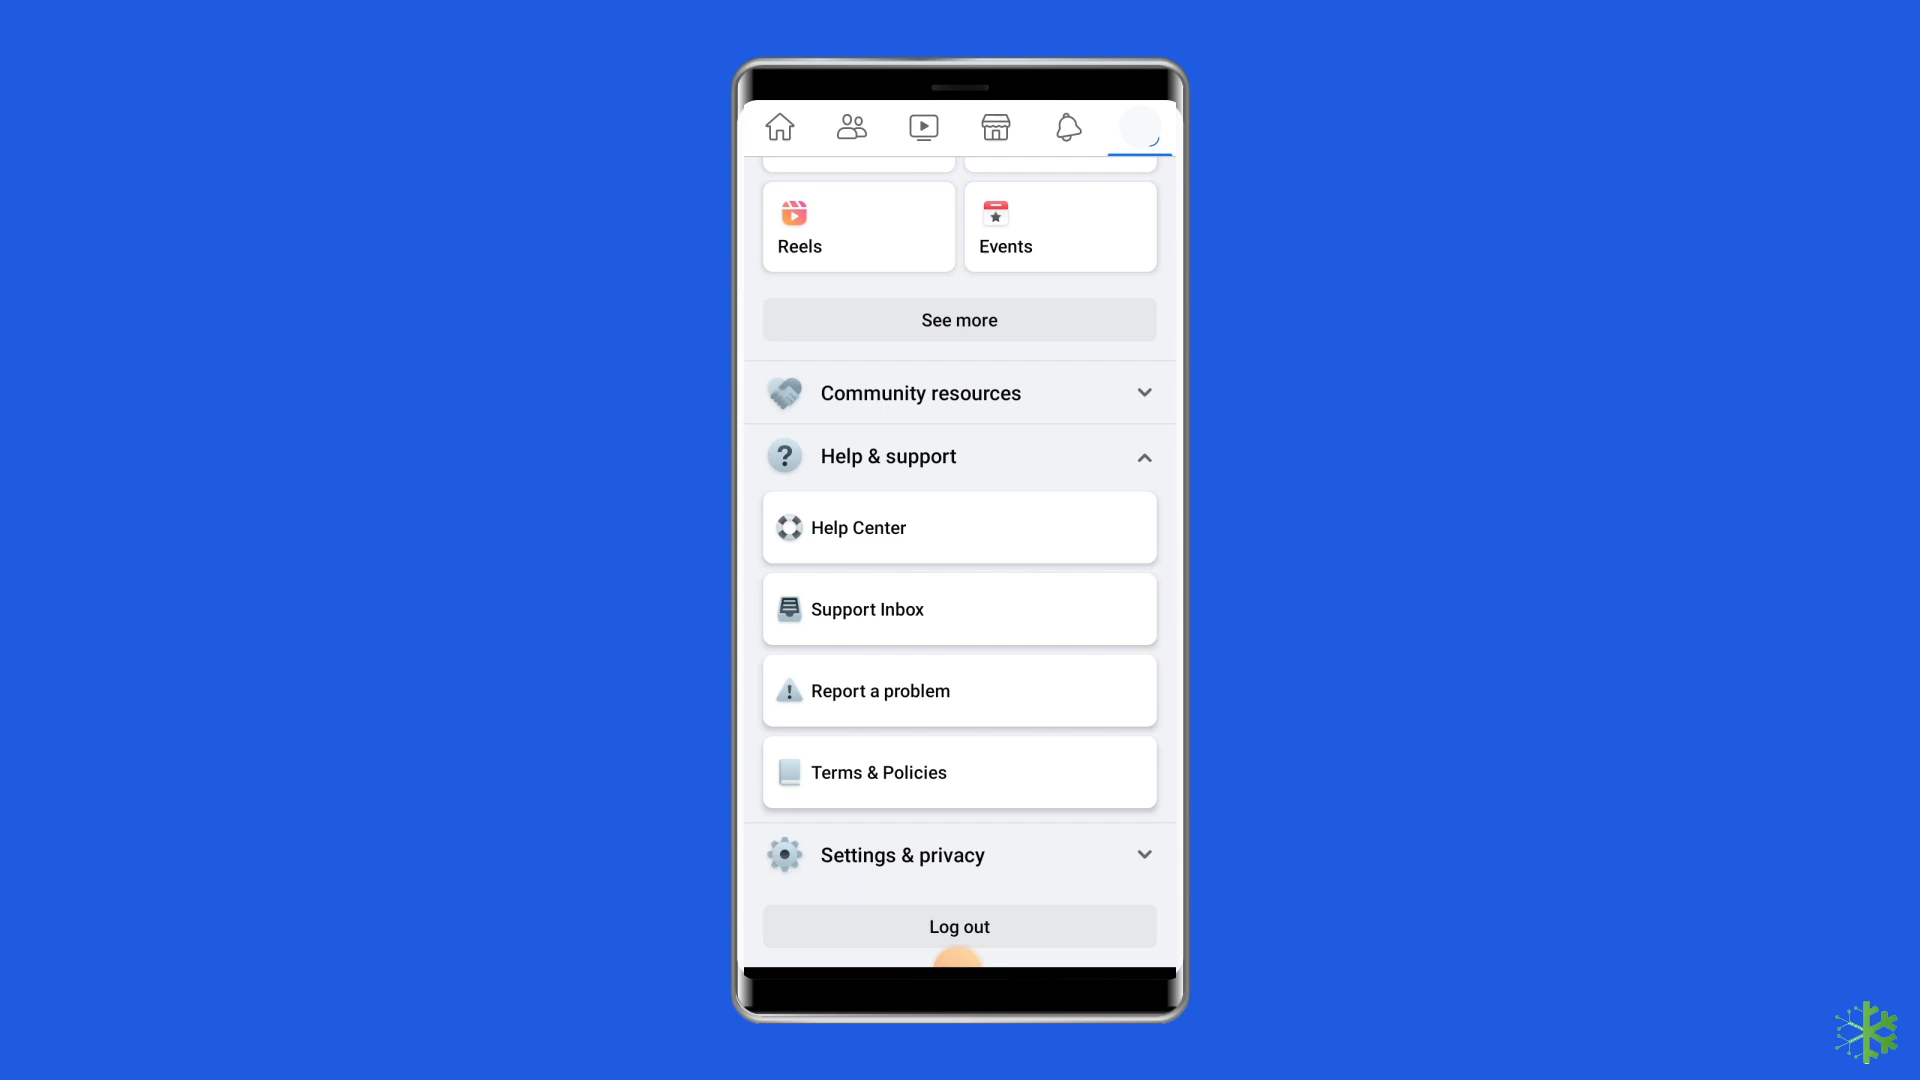 Reels
Events
See more
Community resources
Help & support
Help Center
Support Inbox
Report a problem
Terms & Policies
Settings & privacy
Log out